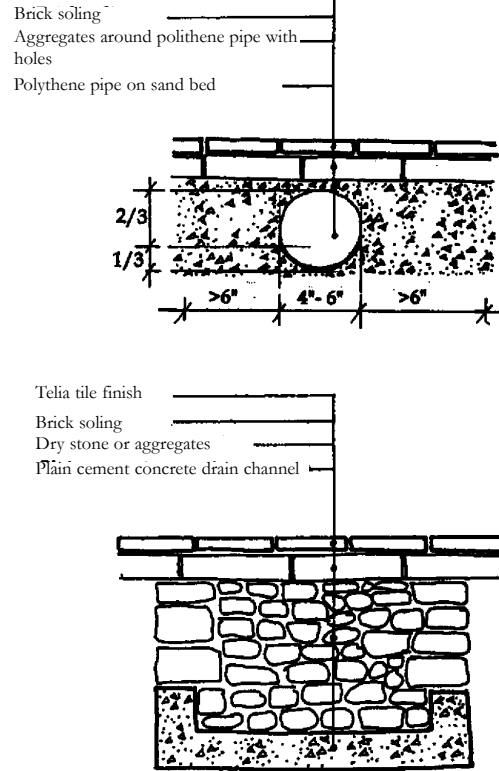 Brick soling
Aggregates around polithene pipe with
holes
Polythene pipe on sand bed
2/3
1/3
>6" 4"-6" >6"
Telia tile finish
Brick soling
Dry stone or aggregates
Plain cement concrete drain channel